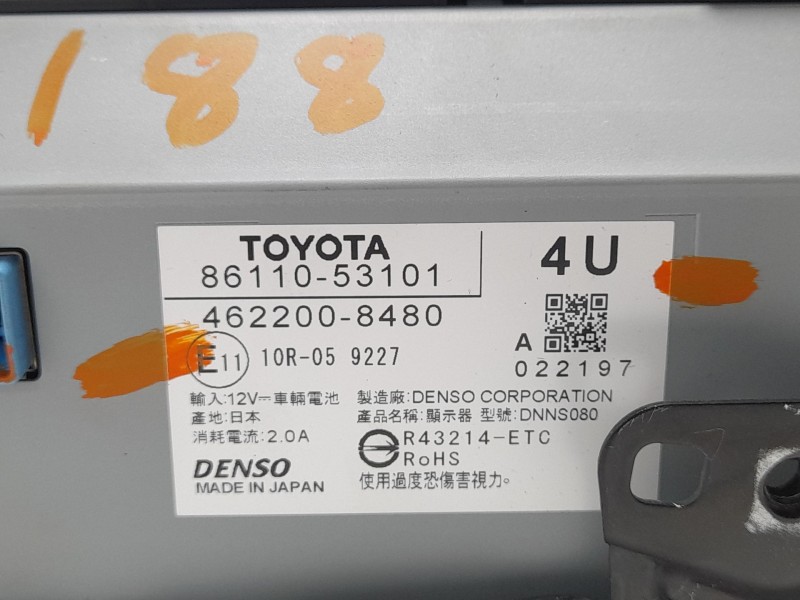 188
TOYOTA
86110-53101
4U
462200-8480
A
022197
E11 10R-05 9227
輸入:12V⎓車輛電池
製造廠:DENSO CORPORATION
產地:日本
產品名稱:顯示器 型號:DNNS080
消耗電流:2.0A
R43214-ETC
RoHS
DENSO
MADE IN JAPAN
使用過度恐傷害視力。